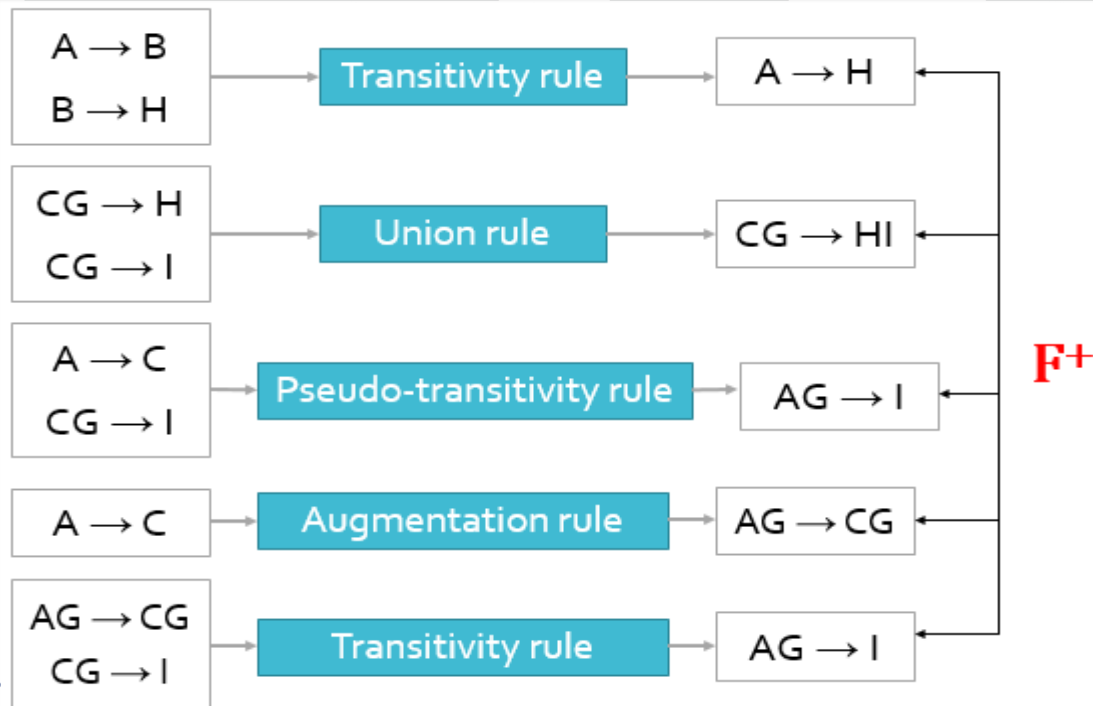 A → B
B → H
Transitivity rule
A → H
CG → H
CG → I
Union rule
CG → HI
A → C
CG → I
Pseudo-transitivity rule
AG → I
F+
A → C
Augmentation rule
AG → CG
AG → CG
CG → I
Transitivity rule
AG → I